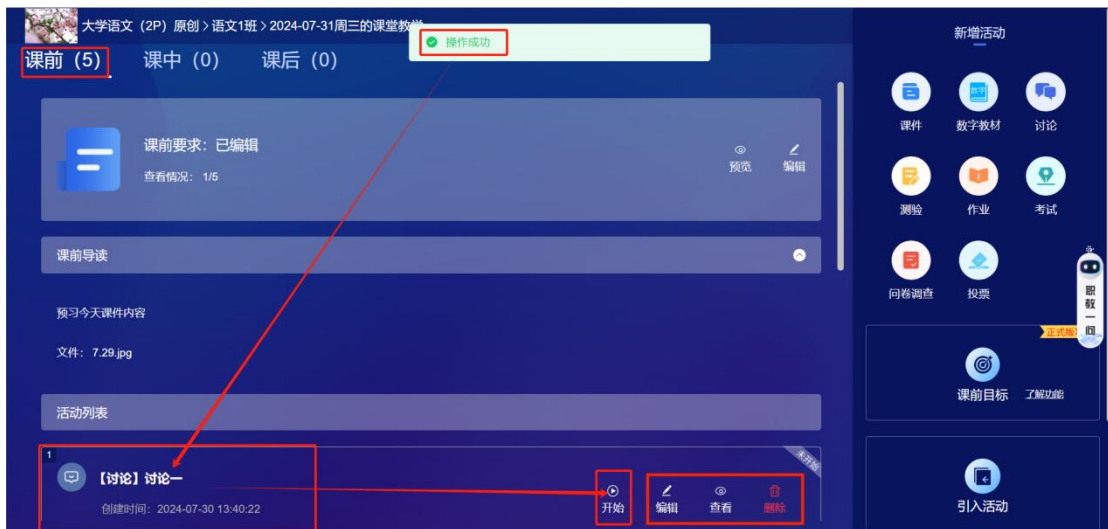 大学语文（2P）原创 > 语文1班 > 2024-07-31周三的课堂教学
操作成功
课前（5） 课中（0） 课后（0）
课前要求：已编辑
查看情况：1/5
预览 编辑
课前导读
预习今天课件内容
文件：7.29.jpg
活动列表
1
未开始
【讨论】讨论一
创建时间：2024-07-30 13:40:22
开始 编辑 查看 删除
新增活动
课件 数字教材 讨论
测验 作业 考试
问卷调查 投票
职教一问
课前目标 了解功能
引入活动